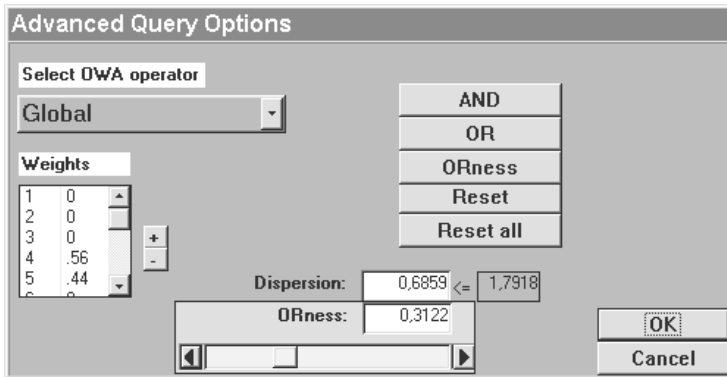 Advanced Query Options
Select OWA operator
Global
AND
OR
ORness
Reset
Reset all
Weights
1 0
2 0
3 0
4 .56
5 .44
+
-
Dispersion: 0,6859 <= 1,7918
ORness: 0,3122
OK
Cancel